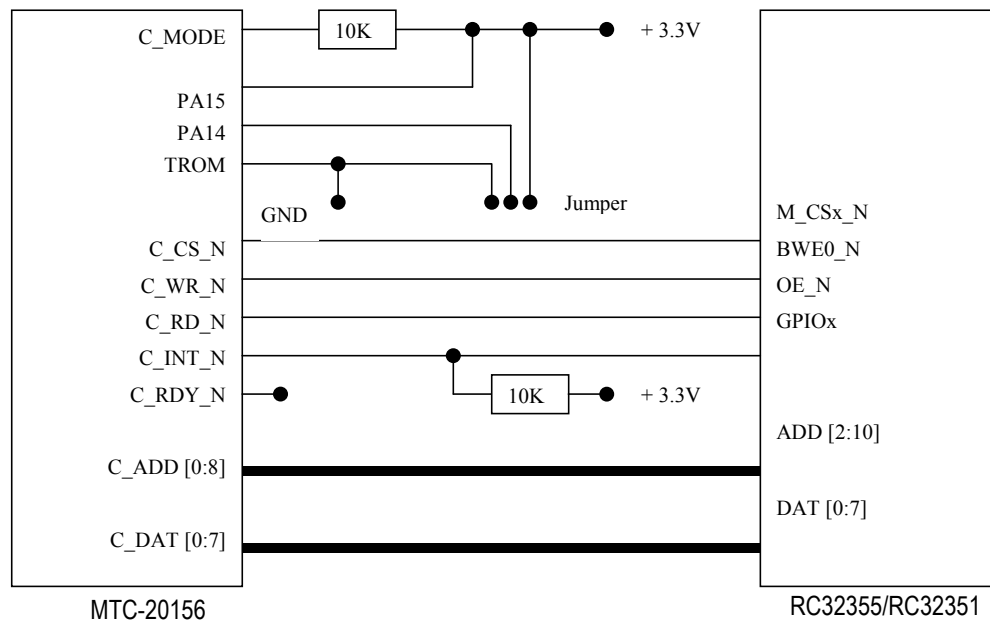 C_MODE
10K
+ 3.3V
PA15
PA14
TROM
Jumper
GND
M_CSx_N
C_CS_N
BWE0_N
C_WR_N
OE_N
C_RD_N
GPIOx
C_INT_N
C_RDY_N
10K
+ 3.3V
ADD [2:10]
C_ADD [0:8]
DAT [0:7]
C_DAT [0:7]
MTC-20156
RC32355/RC32351